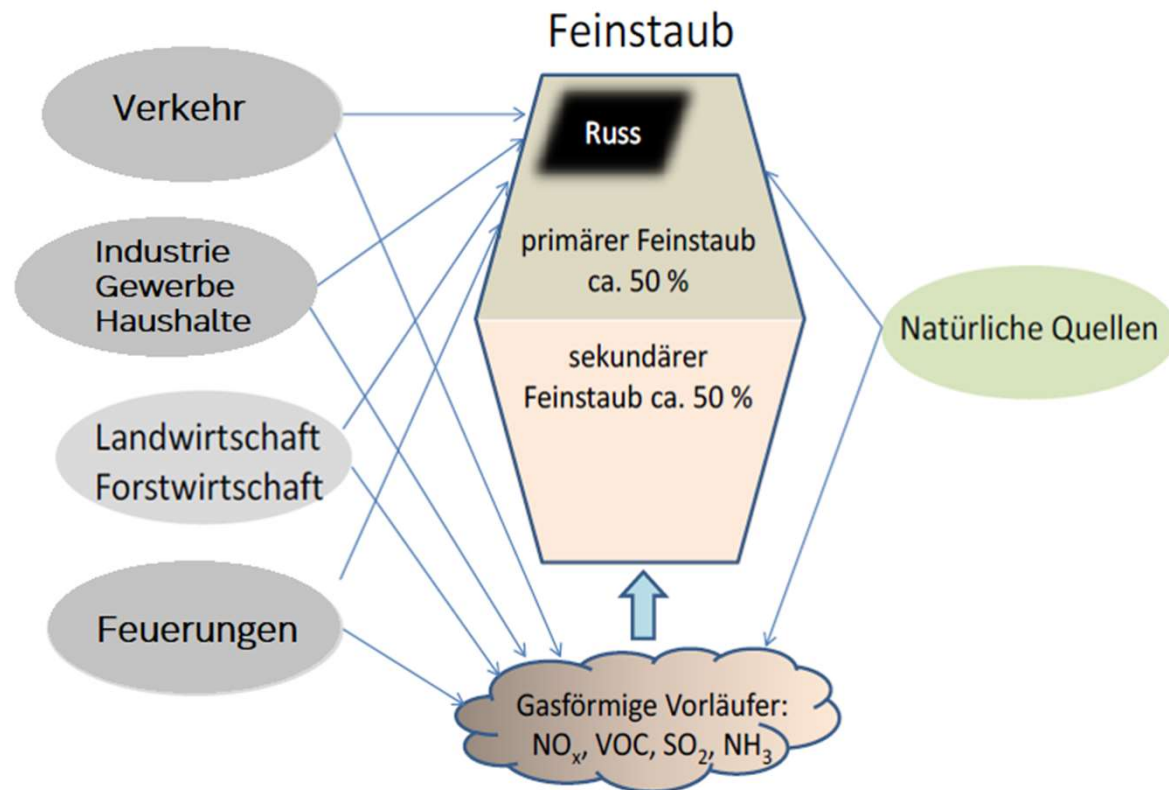 Feinstaub
Verkehr
Russ
Industrie
Gewerbe
Haushalte
primärer Feinstaub
ca. 50 %
Natürliche Quellen
sekundärer
Feinstaub ca. 50 %
Landwirtschaft
Forstwirtschaft
Feuerungen
Gasförmige Vorläufer:
NOₓ, VOC, SO₂, NH₃